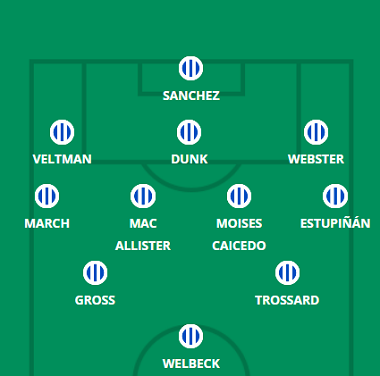 SANCHEZ
VELTMAN DUNK WEBSTER
MARCH MAC MOISES ESTUPIÑÁN
ALLISTER CAICEDO
GROSS TROSSARD
WELBECK